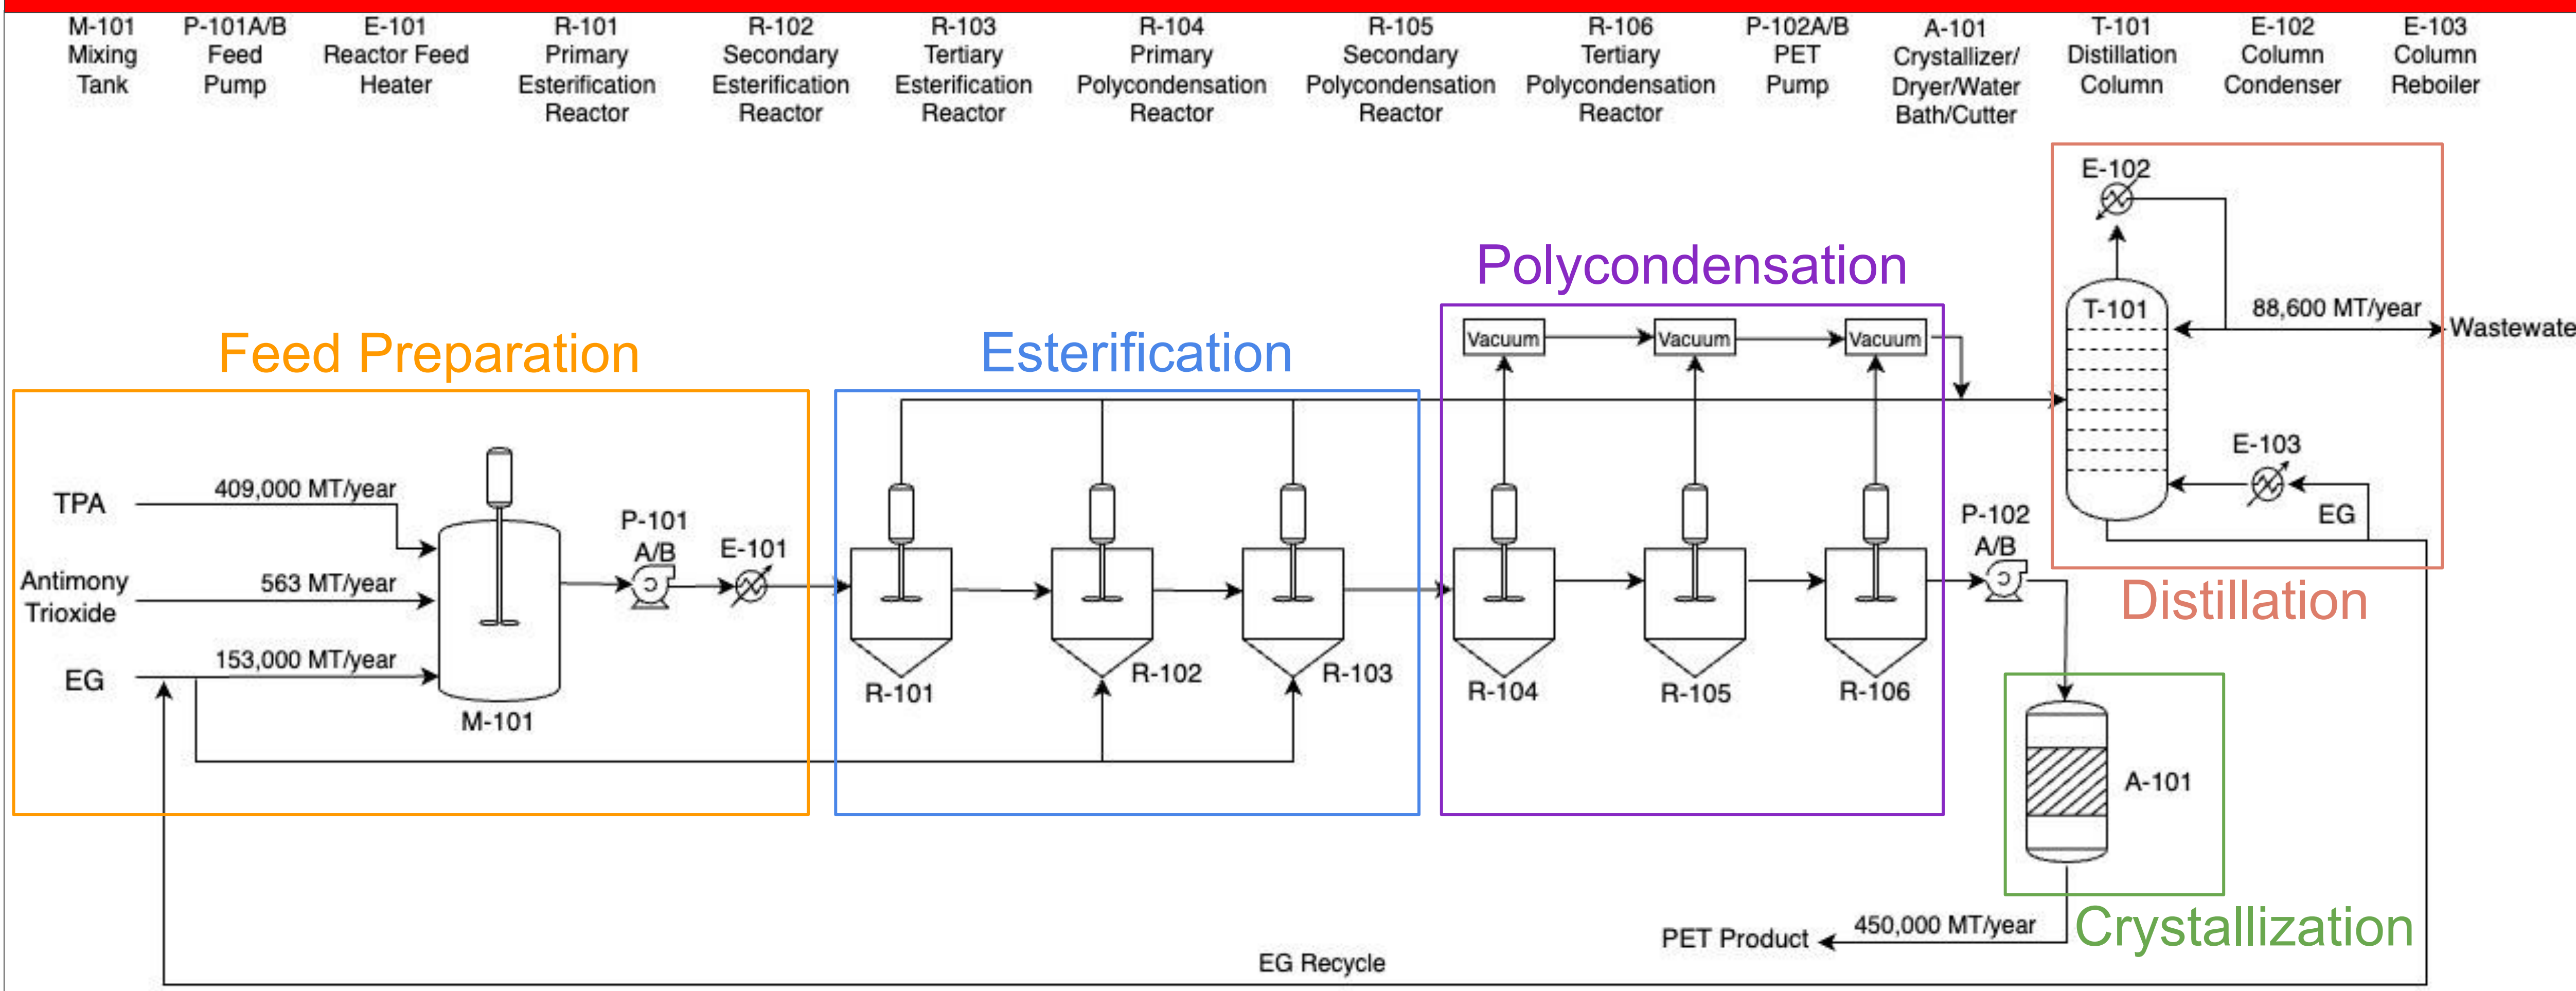 M-101
Mixing
Tank
P-101A/B
Feed
Pump
E-101
Reactor Feed
Heater
R-101
Primary
Esterification
Reactor
R-102
Secondary
Esterification
Reactor
R-103
Tertiary
Esterification
Reactor
R-104
Primary
Polycondensation
Reactor
R-105
Secondary
Polycondensation
Reactor
R-106
Tertiary
Polycondensation
Reactor
P-102A/B
PET
Pump
A-101
Crystallizer/
Dryer/Water
Bath/Cutter
T-101
Distillation
Column
E-102
Column
Condenser
E-103
Column
Reboiler
Feed Preparation
TPA
409,000 MT/year
Antimony
Trioxide
563 MT/year
EG
153,000 MT/year
M-101
P-101
A/B
E-101
Esterification
R-101
R-102
R-103
Polycondensation
Vacuum
Vacuum
Vacuum
R-104
R-105
R-106
P-102
A/B
E-102
T-101
88,600 MT/year
Wastewate
E-103
EG
Distillation
A-101
Crystallization
450,000 MT/year
PET Product
EG Recycle